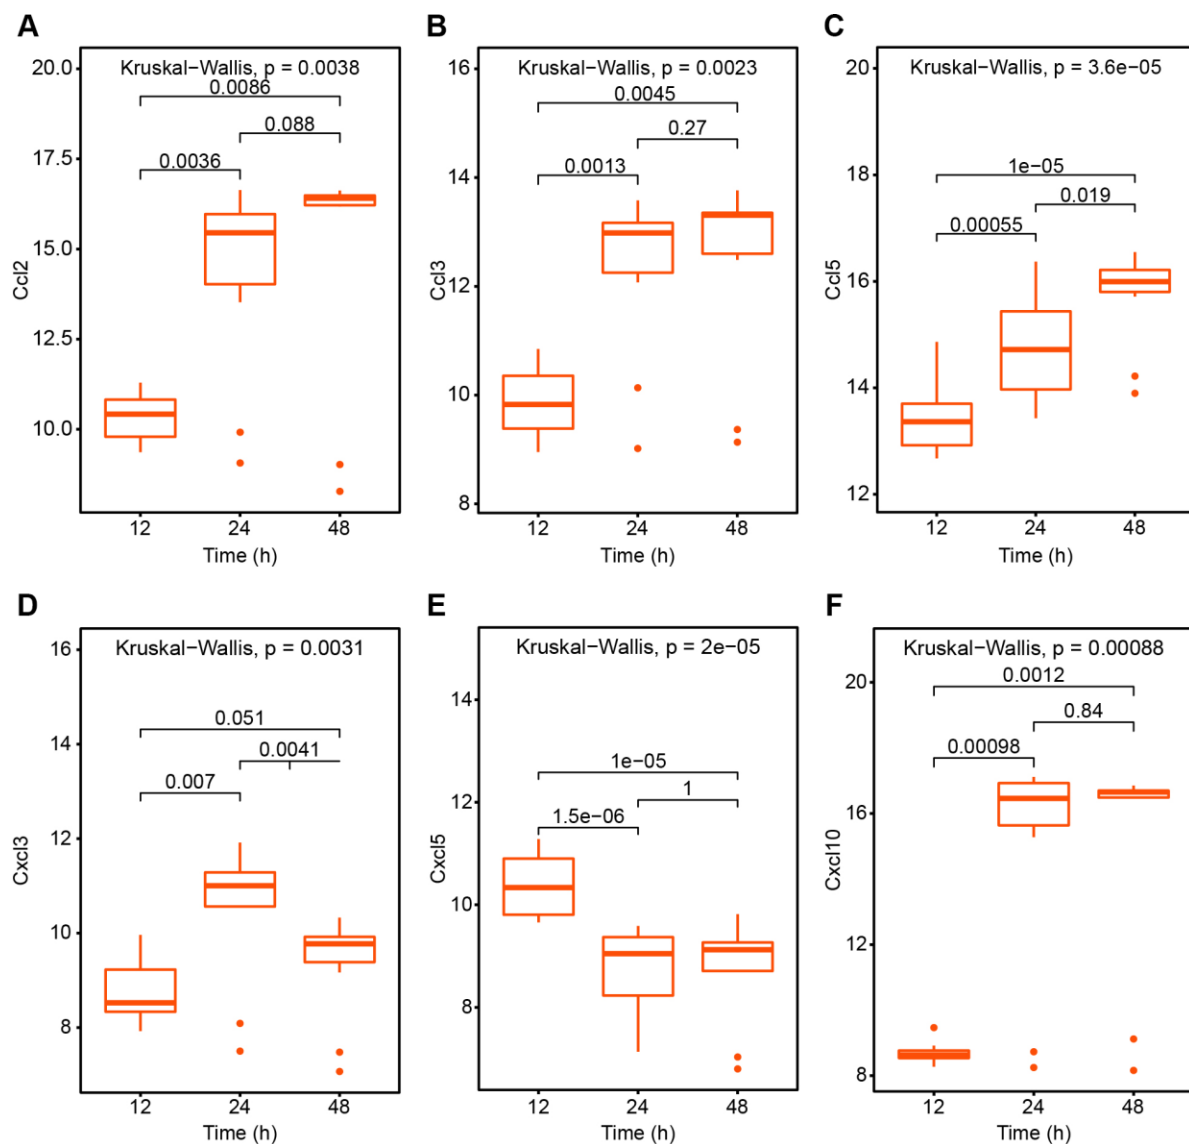 A
Kruskal−Wallis, p = 0.0038
0.0086
0.088
0.0036
20.0
17.5
15.0
12.5
10.0
Ccl2
12 24 48
Time (h)
B
Kruskal−Wallis, p = 0.0023
0.0045
0.27
0.0013
16
14
12
10
8
Ccl3
12 24 48
Time (h)
C
Kruskal−Wallis, p = 3.6e−05
1e−05
0.019
0.00055
20
18
16
14
12
Ccl5
12 24 48
Time (h)
D
Kruskal−Wallis, p = 0.0031
0.051
0.0041
0.007
16
14
12
10
8
Cxcl3
12 24 48
Time (h)
E
Kruskal−Wallis, p = 2e−05
1e−05
1
1.5e−06
14
12
10
8
Cxcl5
12 24 48
Time (h)
F
Kruskal−Wallis, p = 0.00088
0.0012
0.84
0.00098
20
16
12
8
Cxcl10
12 24 48
Time (h)